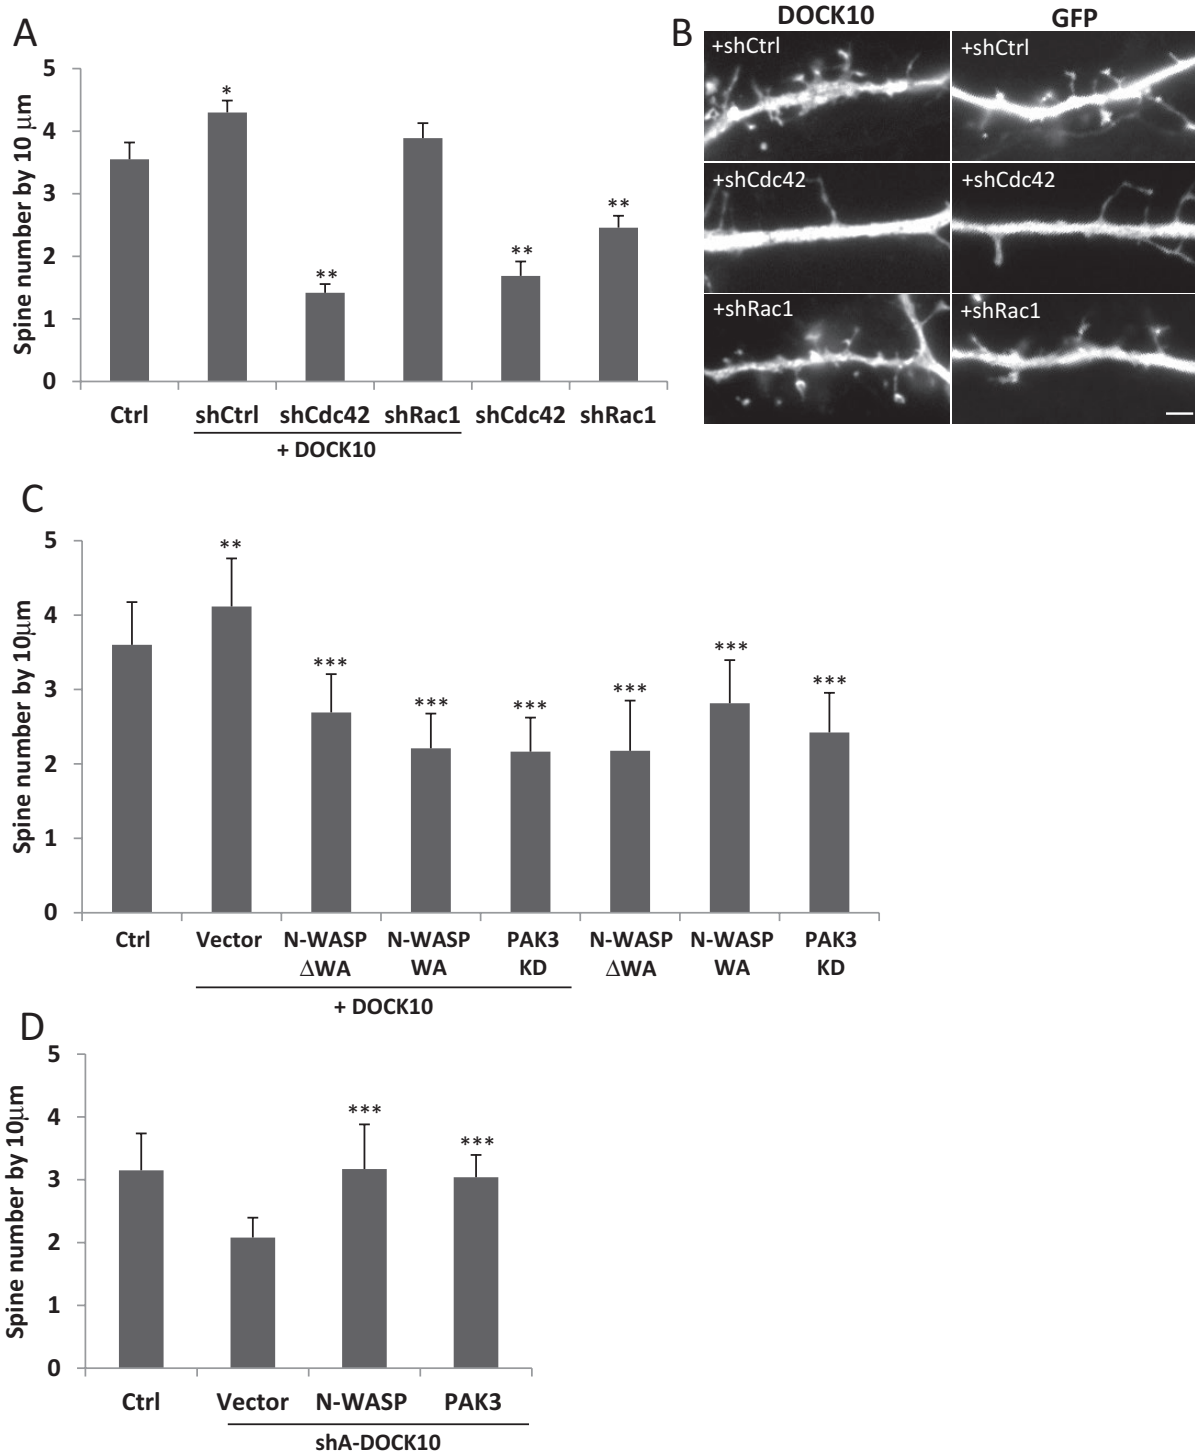 A
Spine number by 10 μm
5
4
3
2
1
0
*
**
**
**
Ctrl shCtrl shCdc42 shRac1 shCdc42 shRac1
+ DOCK10
B
DOCK10 GFP
+shCtrl +shCtrl
+shCdc42 +shCdc42
+shRac1 +shRac1
C
Spine number by 10μm
5
4
3
2
1
0
**
***
***
***
***
***
***
Ctrl Vector N-WASP N-WASP PAK3 N-WASP N-WASP PAK3
ΔWA WA KD ΔWA WA KD
+ DOCK10
D
Spine number by 10μm
5
4
3
2
1
0
***
***
Ctrl Vector N-WASP PAK3
shA-DOCK10